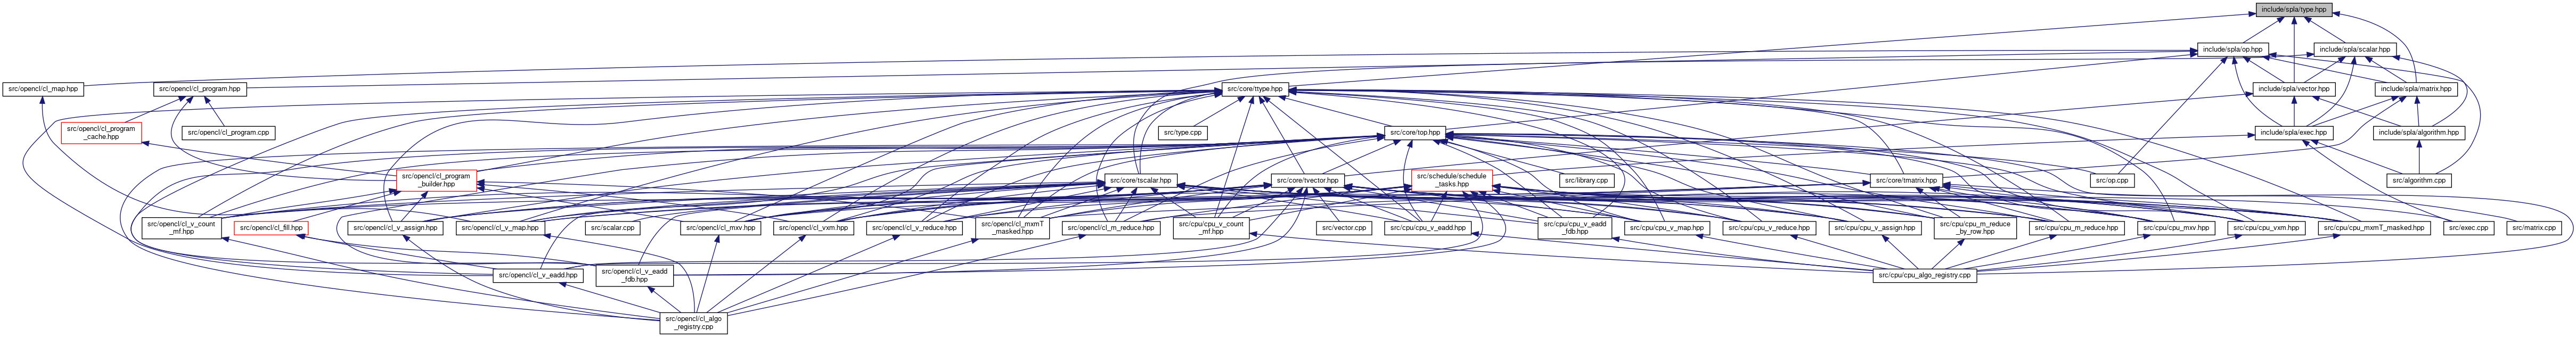 include/spla/type.hpp
include/spla/op.hpp
include/spla/scalar.hpp
src/opencl/cl_map.hpp
src/opencl/cl_program.hpp
src/core/ttype.hpp
include/spla/vector.hpp
include/spla/matrix.hpp
src/opencl/cl_program
_cache.hpp
src/opencl/cl_program.cpp
src/type.cpp
src/core/top.hpp
include/spla/exec.hpp
include/spla/algorithm.hpp
src/opencl/cl_program
_builder.hpp
src/core/tscalar.hpp
src/core/tvector.hpp
src/schedule/schedule
_tasks.hpp
src/library.cpp
src/core/tmatrix.hpp
src/op.cpp
src/algorithm.cpp
src/opencl/cl_v_count
_mf.hpp
src/opencl/cl_fill.hpp
src/opencl/cl_v_assign.hpp
src/opencl/cl_v_map.hpp
src/scalar.cpp
src/opencl/cl_mxv.hpp
src/opencl/cl_vxm.hpp
src/opencl/cl_v_reduce.hpp
src/opencl/cl_mxmT
_masked.hpp
src/opencl/cl_m_reduce.hpp
src/cpu/cpu_v_count
_mf.hpp
src/vector.cpp
src/cpu/cpu_v_eadd.hpp
src/cpu/cpu_v_eadd
_fdb.hpp
src/cpu/cpu_v_map.hpp
src/cpu/cpu_v_reduce.hpp
src/cpu/cpu_v_assign.hpp
src/cpu/cpu_m_reduce
_by_row.hpp
src/cpu/cpu_m_reduce.hpp
src/cpu/cpu_mxv.hpp
src/cpu/cpu_vxm.hpp
src/cpu/cpu_mxmT_masked.hpp
src/exec.cpp
src/matrix.cpp
src/opencl/cl_v_eadd.hpp
src/opencl/cl_v_eadd
_fdb.hpp
src/cpu/cpu_algo_registry.cpp
src/opencl/cl_algo
_registry.cpp